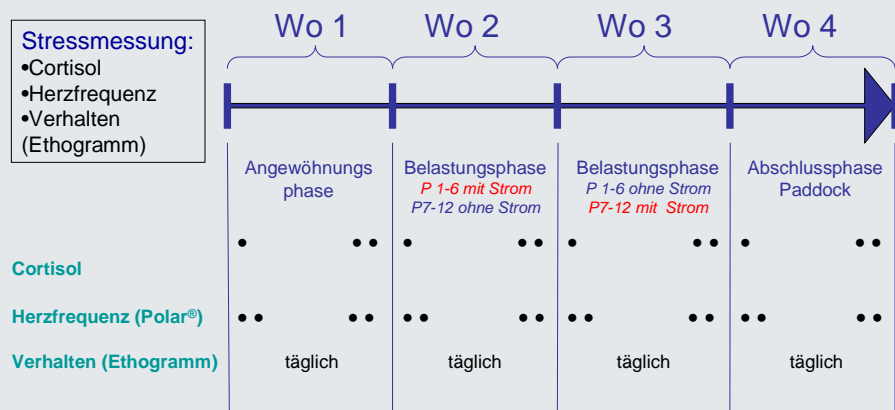 Stressmessung:
•Cortisol
•Herzfrequenz
•Verhalten
(Ethogramm)
Wo 1
Wo 2
Wo 3
Wo 4
Angewöhnungs
phase
Belastungsphase
P 1-6 mit Strom
P7-12 ohne Strom
Belastungsphase
P 1-6 ohne Strom
P7-12 mit Strom
Abschlussphase
Paddock
Cortisol
Herzfrequenz (Polar®)
Verhalten (Ethogramm)
täglich
täglich
täglich
täglich